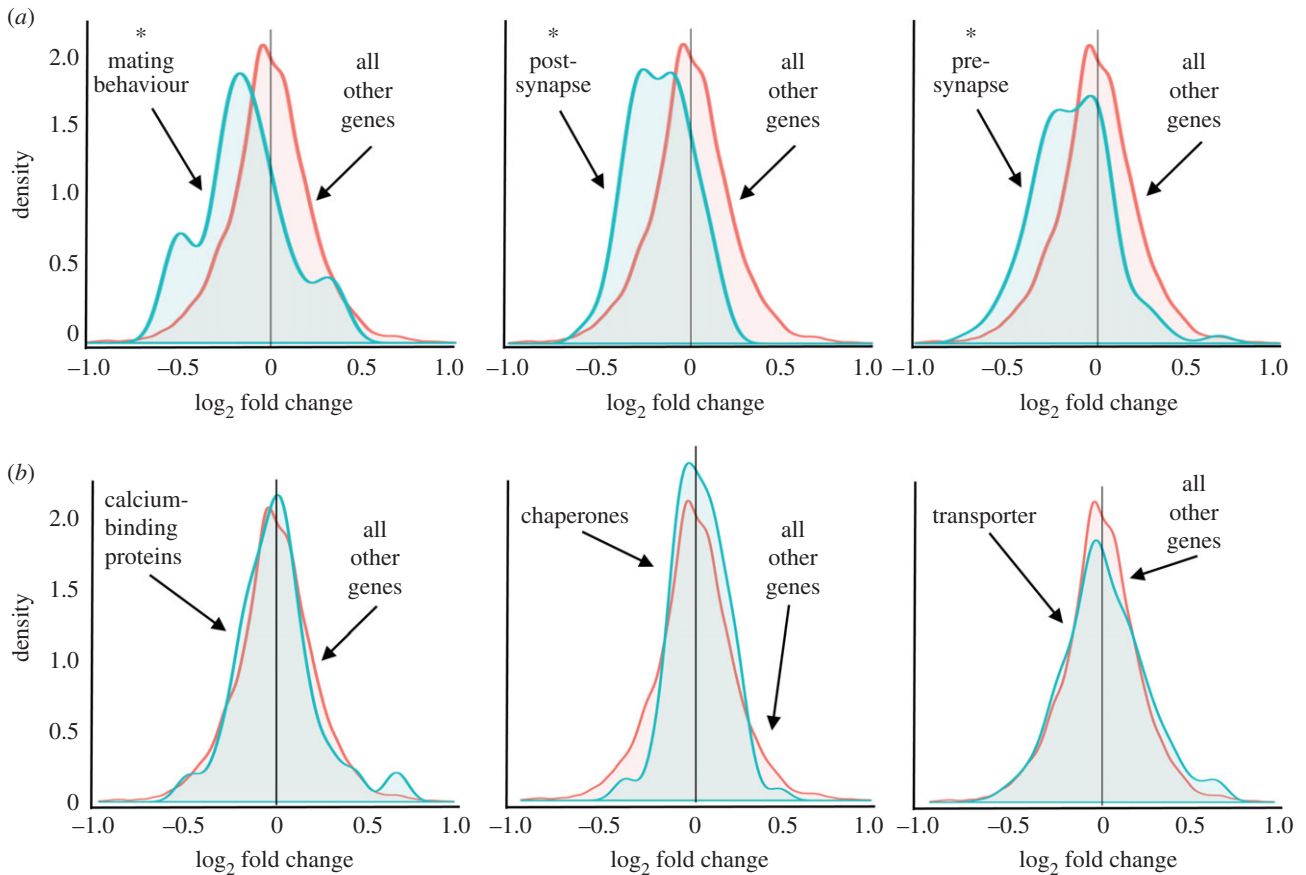 (a)
*
mating
behaviour
all
other
genes
*
post-
synapse
all
other
genes
*
pre-
synapse
all
other
genes
density
2.0
1.5
1.0
0.5
0
−1.0 −0.5 0 0.5 1.0
−1.0 −0.5 0 0.5 1.0
−1.0 −0.5 0 0.5 1.0
log2 fold change
log2 fold change
log2 fold change
(b)
calcium-
binding
proteins
all
other
genes
chaperones
all
other
genes
transporter
all
other
genes
density
2.0
1.5
1.0
0.5
0
−1.0 −0.5 0 0.5 1.0
−1.0 −0.5 0 0.5 1.0
−1.0 −0.5 0 0.5 1.0
log2 fold change
log2 fold change
log2 fold change